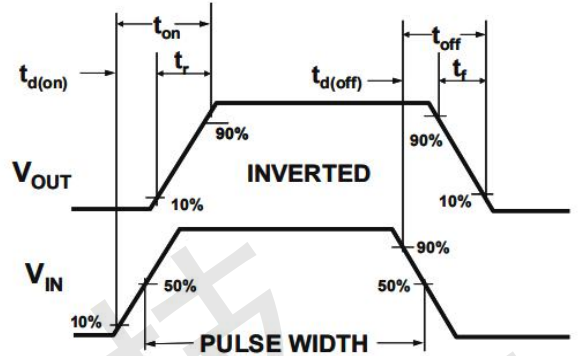 ton toff
td(on) tr td(off) tf
90% 90%
VOUT INVERTED
10% 10%
90%
VIN 50% 50%
10%
PULSE WIDTH